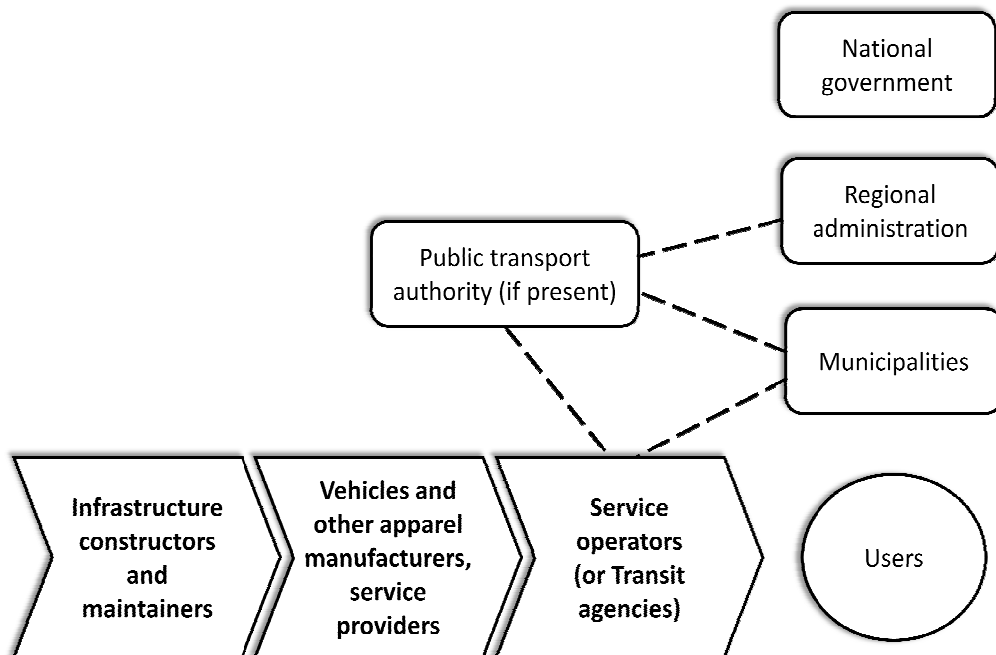 National
government
Regional
administration
Public transport
authority (if present)
Municipalities
Infrastructure
constructors
and
maintainers
Vehicles and
other apparel
manufacturers,
service
providers
Service
operators
(or Transit
agencies)
Users